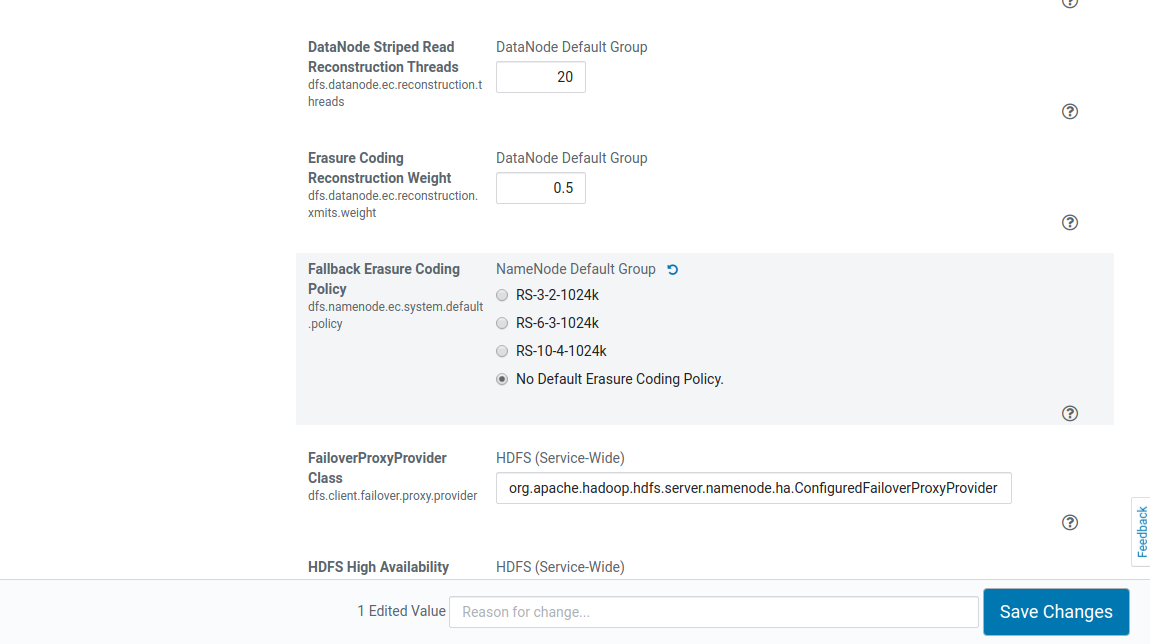 DataNode Striped Read
Reconstruction Threads
dfs.datanode.ec.reconstruction.t
hreads
DataNode Default Group
20
Erasure Coding
Reconstruction Weight
dfs.datanode.ec.reconstruction.
xmits.weight
DataNode Default Group
0.5
Fallback Erasure Coding
Policy
dfs.namenode.ec.system.default
.policy
NameNode Default Group
RS-3-2-1024k
RS-6-3-1024k
RS-10-4-1024k
No Default Erasure Coding Policy.
FailoverProxyProvider
Class
dfs.client.failover.proxy.provider
HDFS (Service-Wide)
org.apache.hadoop.hdfs.server.namenode.ha.ConfiguredFailoverProxyProvider
HDFS High Availability
HDFS (Service-Wide)
Feedback
1 Edited Value
Reason for change...
Save Changes